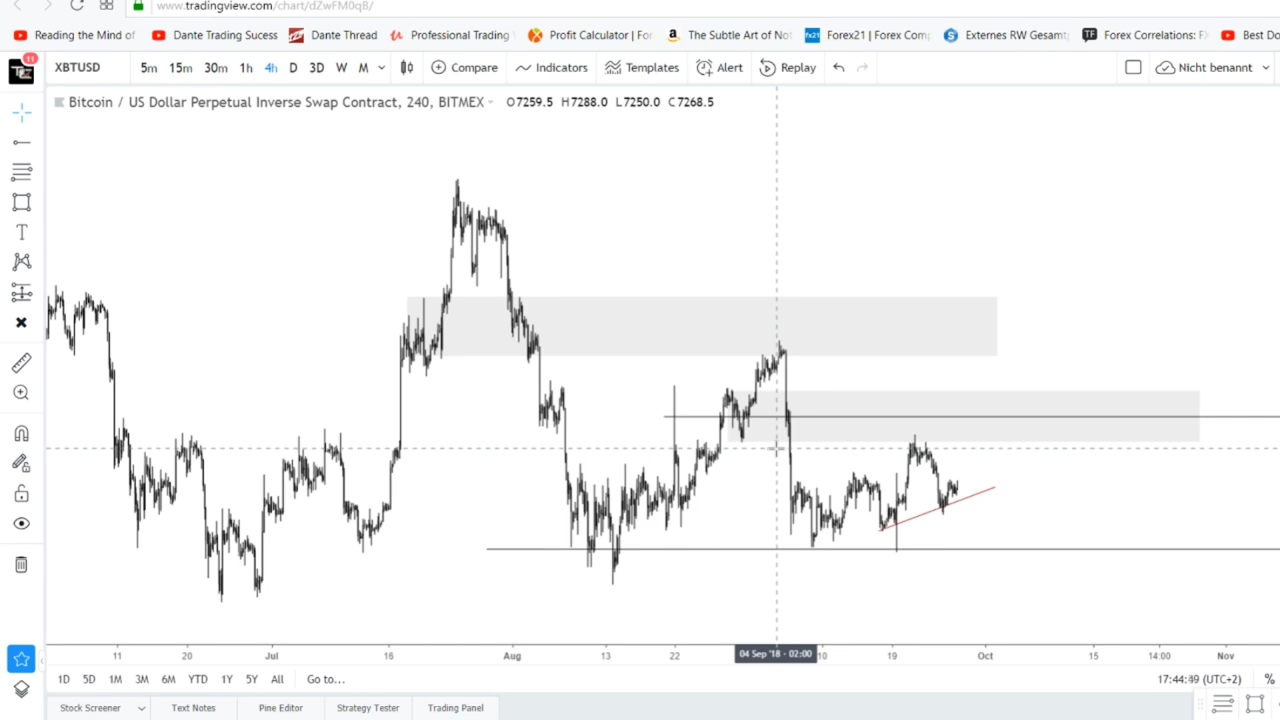 www.tradingview.com/chart/dZwFM0qB/
Reading the Mind of
Dante Trading Sucess
Dante Thread
Professional Trading
Profit Calculator | Fo
The Subtle Art of Not
fx21 Forex21 | Forex Com
Externes RW Gesamt
TF Forex Correlations: F
Best Do
11
XBTUSD 5m 15m 30m 1h 4h D 3D W M Compare Indicators Templates Alert Replay Nicht benannt
Bitcoin / US Dollar Perpetual Inverse Swap Contract, 240, BITMEX O7259.5 H7288.0 L7250.0 C7268.5
T
11 20 Jul 16 Aug 13 22 04 Sep '18 - 02:00 10 19 Oct 15 14:00 Nov
1D 5D 1M 3M 6M YTD 1Y 5Y All Go to... 17:44:49 (UTC+2) %
Stock Screener Text Notes Pine Editor Strategy Tester Trading Panel